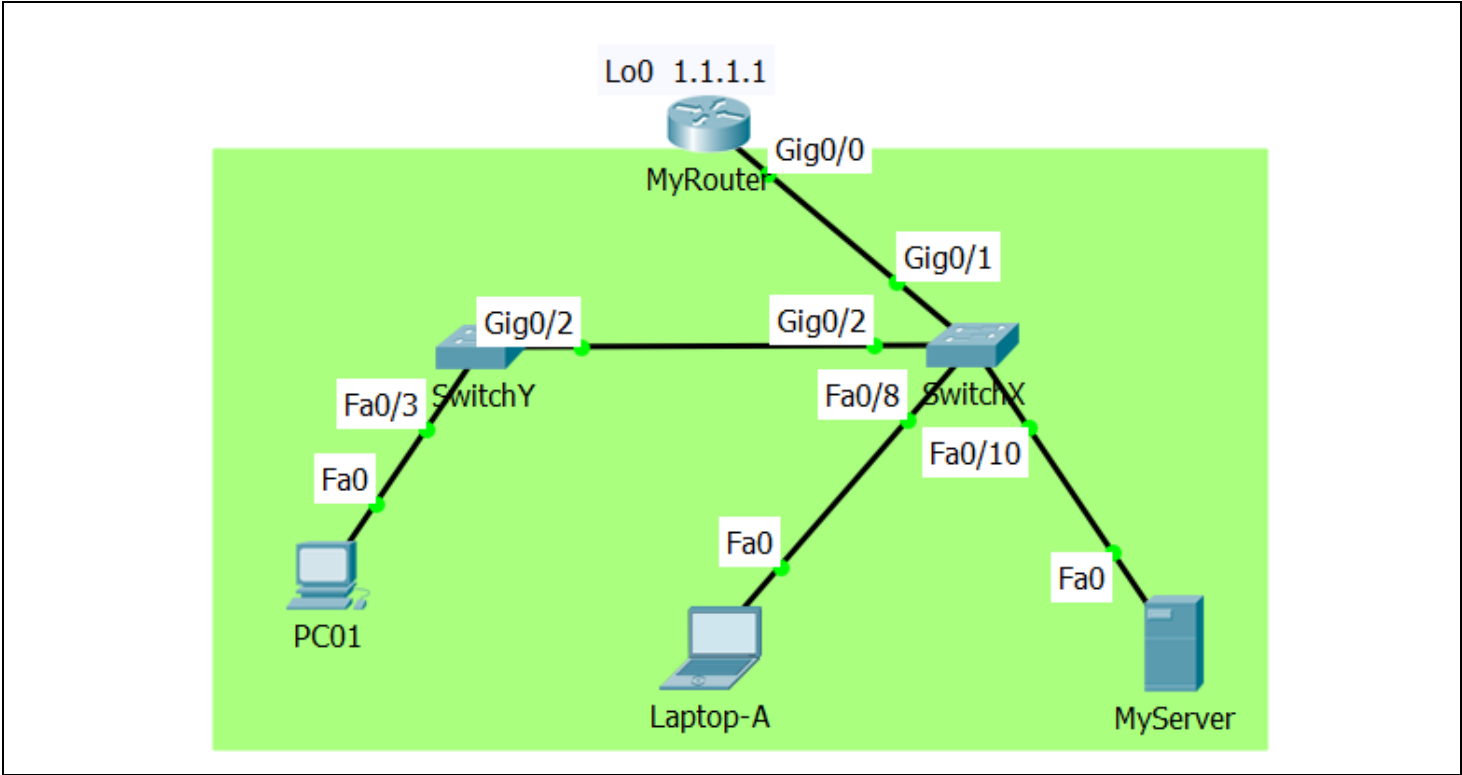 Lo0 1.1.1.1
Gig0/0
MyRouter
Gig0/1
Gig0/2
Gig0/2
SwitchY
SwitchX
Fa0/3
Fa0/8
Fa0/10
Fa0
Fa0
Fa0
PC01
Laptop-A
MyServer